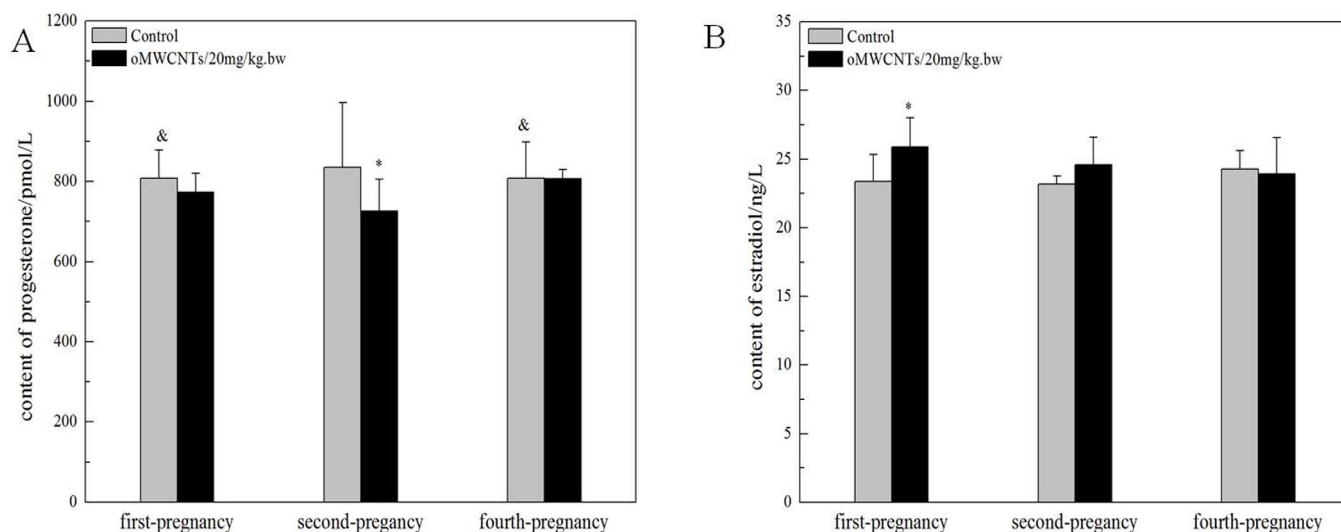 A
content of progesterone/pmol/L
1200
1000
800
600
400
200
0
Control
oMWCNTs/20mg/kg.bw
&
*
&
first-pregnancy
second-pregancy
fourth-pregnancy
B
content of estradiol/ng/L
35
30
25
20
15
10
5
0
Control
oMWCNTs/20mg/kg.bw
*
first-pregnancy
second-pregancy
fourth-pregnancy